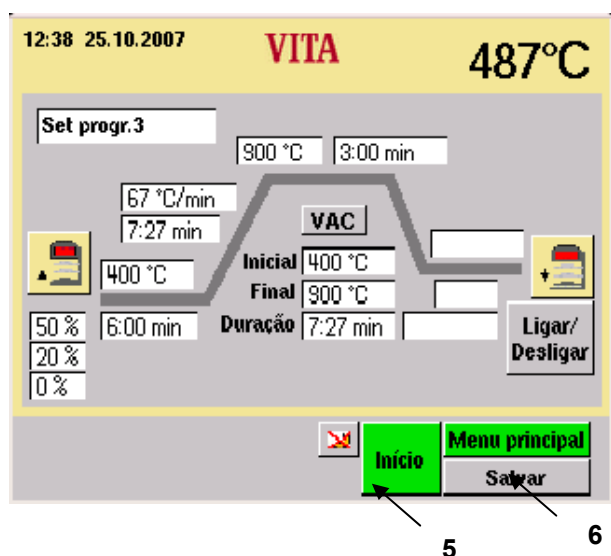 12:38 25.10.2007
VITA
487°C
Set progr.3
900 °C
3:00 min
67 °C/min
7:27 min
VAC
400 °C
Inicial 400 °C
Final 900 °C
50 %
6:00 min
Duração 7:27 min
Ligar/
Desligar
20 %
0 %
Início
Menu principal
Salvar
5
6